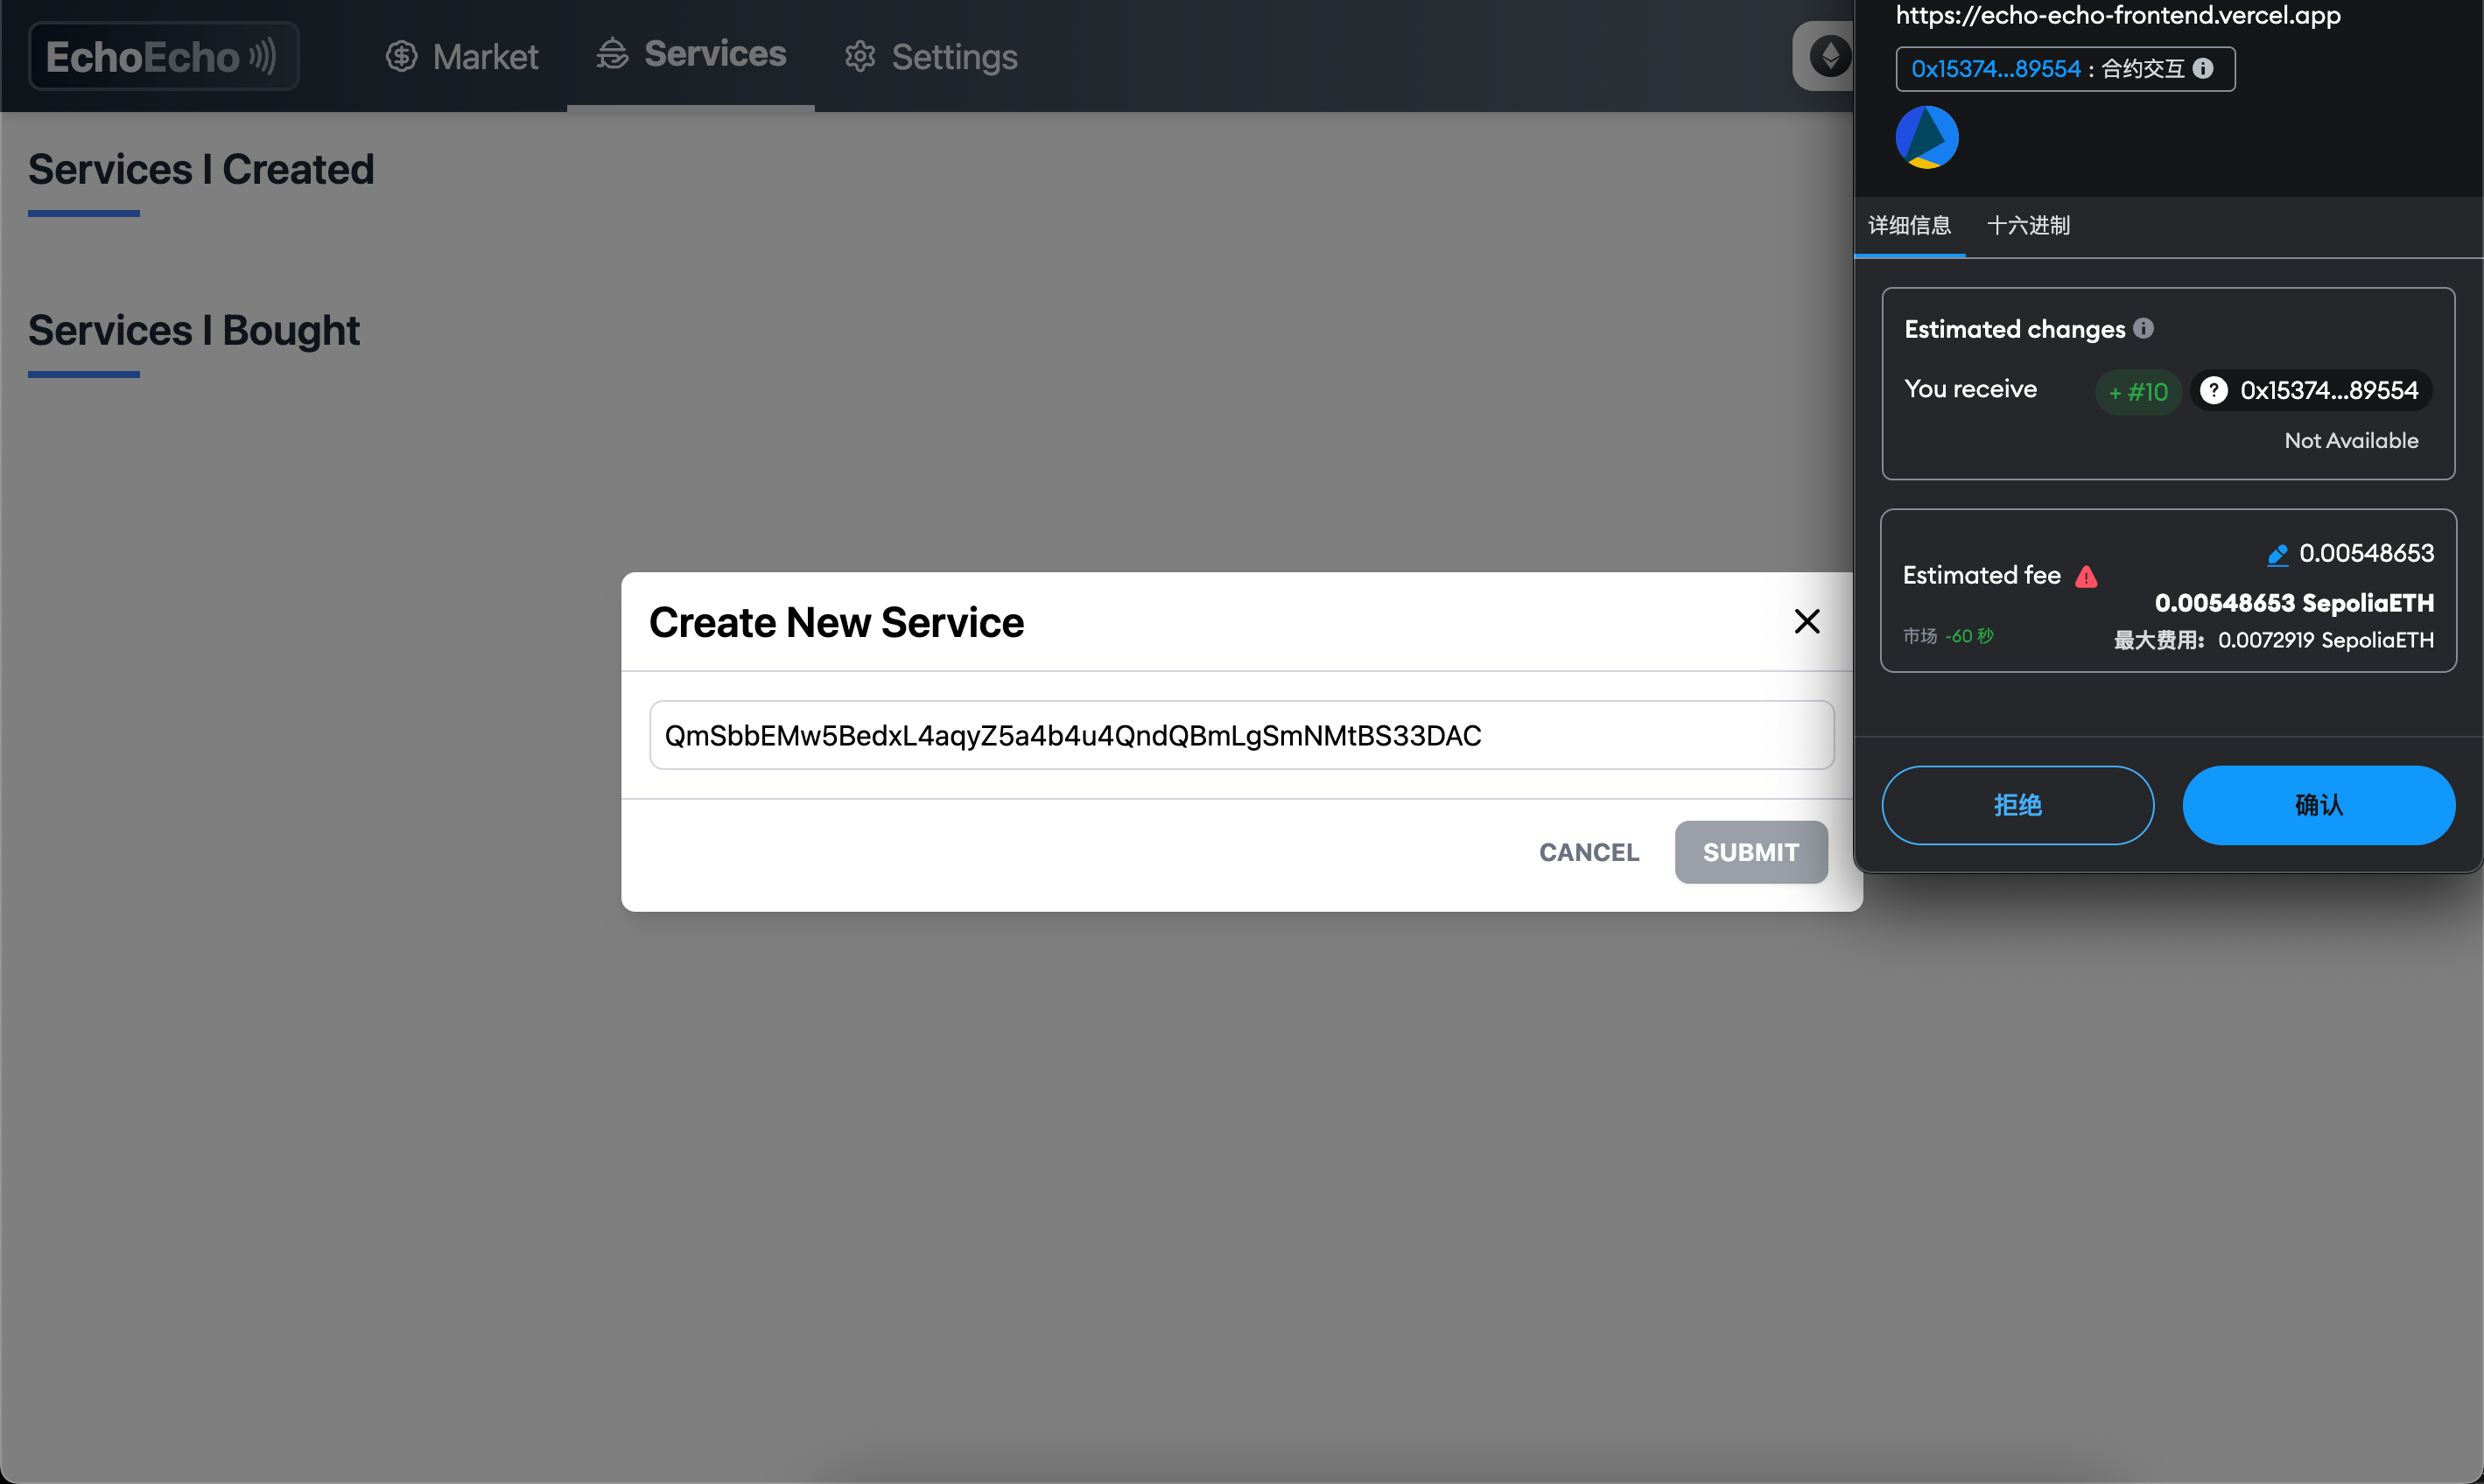 EchoEcho
Market
Services
Settings
Services I Created
Services I Bought
Create New Service
QmSbbEMw5BedxL4aqyZ5a4b4u4QndQBmLgSmNMtBS33DAC
CANCEL
SUBMIT
https://echo-echo-frontend.vercel.app
0x15374...89554 : 合约交互
详细信息
十六进制
Estimated changes
You receive
+ #10
? 0x15374...89554
Not Available
Estimated fee
0.00548653
0.00548653 SepoliaETH
市场 -60 秒
最大费用: 0.0072919 SepoliaETH
拒绝
确认